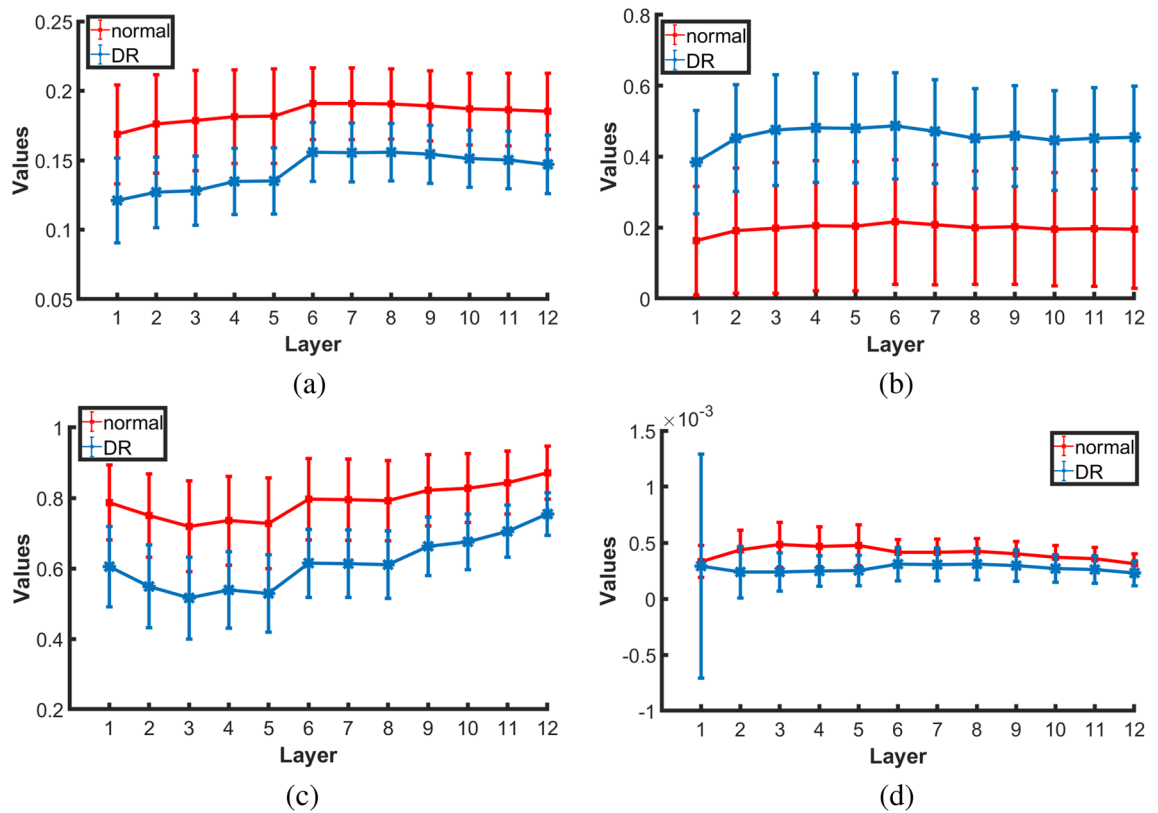 0.25
0.2
0.15
0.1
0.05
Values
normal
DR
1 2 3 4 5 6 7 8 9 10 11 12
Layer
(a)
0.8
0.6
0.4
0.2
0
Values
normal
DR
1 2 3 4 5 6 7 8 9 10 11 12
Layer
(b)
1
0.8
0.6
0.4
0.2
Values
normal
DR
1 2 3 4 5 6 7 8 9 10 11 12
Layer
(c)
×10⁻³
1.5
1
0.5
0
-0.5
-1
Values
normal
DR
1 2 3 4 5 6 7 8 9 10 11 12
Layer
(d)